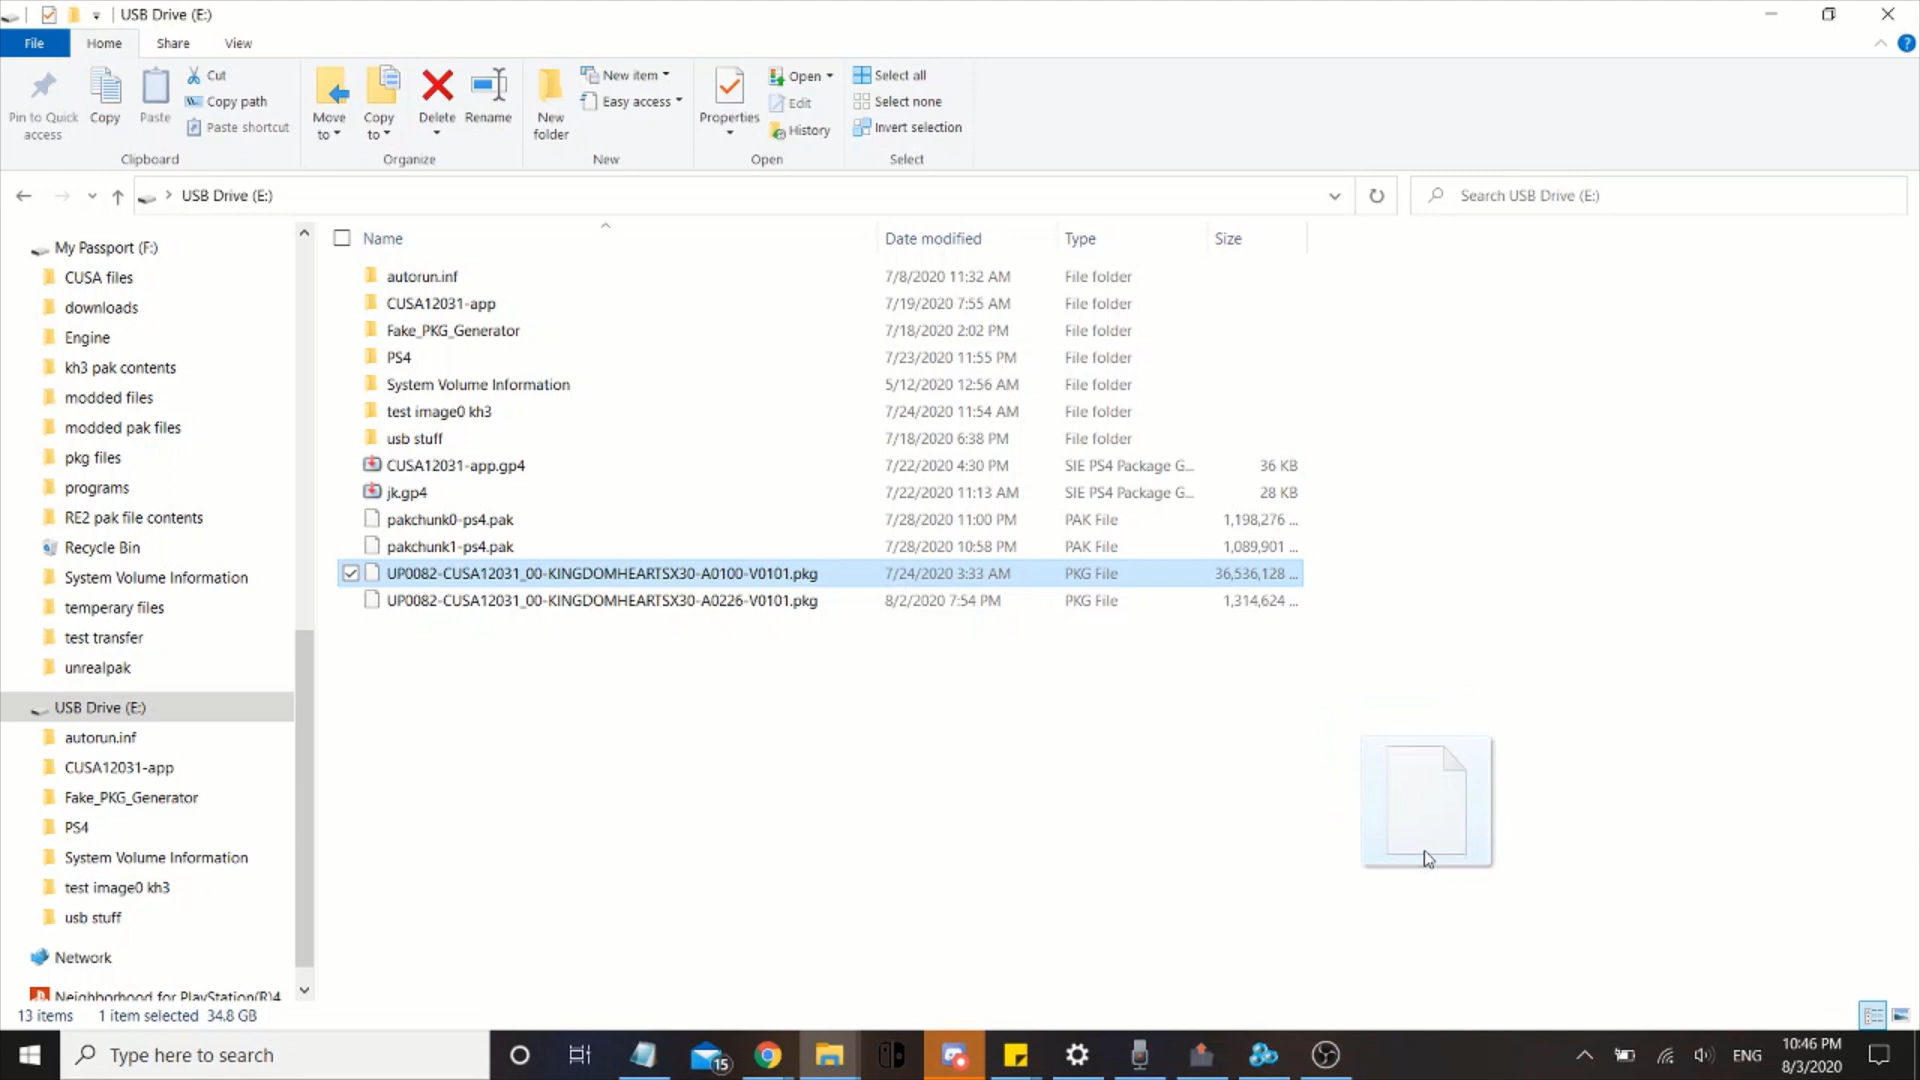 USB Drive (E:)
File Home Share View
Pin to Quick access
Copy
Paste
Cut
Copy path
Paste shortcut
Clipboard
Move to
Copy to
Delete
Rename
Organize
New folder
New item
Easy access
New
Properties
Open
Edit
History
Open
Select all
Select none
Invert selection
Select
USB Drive (E:)
Search USB Drive (E:)
My Passport (F:)
CUSA files
downloads
Engine
kh3 pak contents
modded files
modded pak files
pkg files
programs
RE2 pak file contents
Recycle Bin
System Volume Information
temperary files
test transfer
unrealpak
USB Drive (E:)
autorun.inf
CUSA12031-app
Fake_PKG_Generator
PS4
System Volume Information
test image0 kh3
usb stuff
Network
Neighborhood for PlayStation(R)4
Name Date modified Type Size
autorun.inf 7/8/2020 11:32 AM File folder
CUSA12031-app 7/19/2020 7:55 AM File folder
Fake_PKG_Generator 7/18/2020 2:02 PM File folder
PS4 7/23/2020 11:55 PM File folder
System Volume Information 5/12/2020 12:56 AM File folder
test image0 kh3 7/24/2020 11:54 AM File folder
usb stuff 7/18/2020 6:38 PM File folder
CUSA12031-app.gp4 7/22/2020 4:30 PM SIE PS4 Package G... 36 KB
jk.gp4 7/22/2020 11:13 AM SIE PS4 Package G... 28 KB
pakchunk0-ps4.pak 7/28/2020 11:00 PM PAK File 1,198,276 ...
pakchunk1-ps4.pak 7/28/2020 10:58 PM PAK File 1,089,901 ...
UP0082-CUSA12031_00-KINGDOMHEARTSX30-A0100-V0101.pkg 7/24/2020 3:33 AM PKG File 36,536,128 ...
UP0082-CUSA12031_00-KINGDOMHEARTSX30-A0226-V0101.pkg 8/2/2020 7:54 PM PKG File 1,314,624 ...
13 items 1 item selected 34.8 GB
Type here to search
15
ENG
10:46 PM
8/3/2020